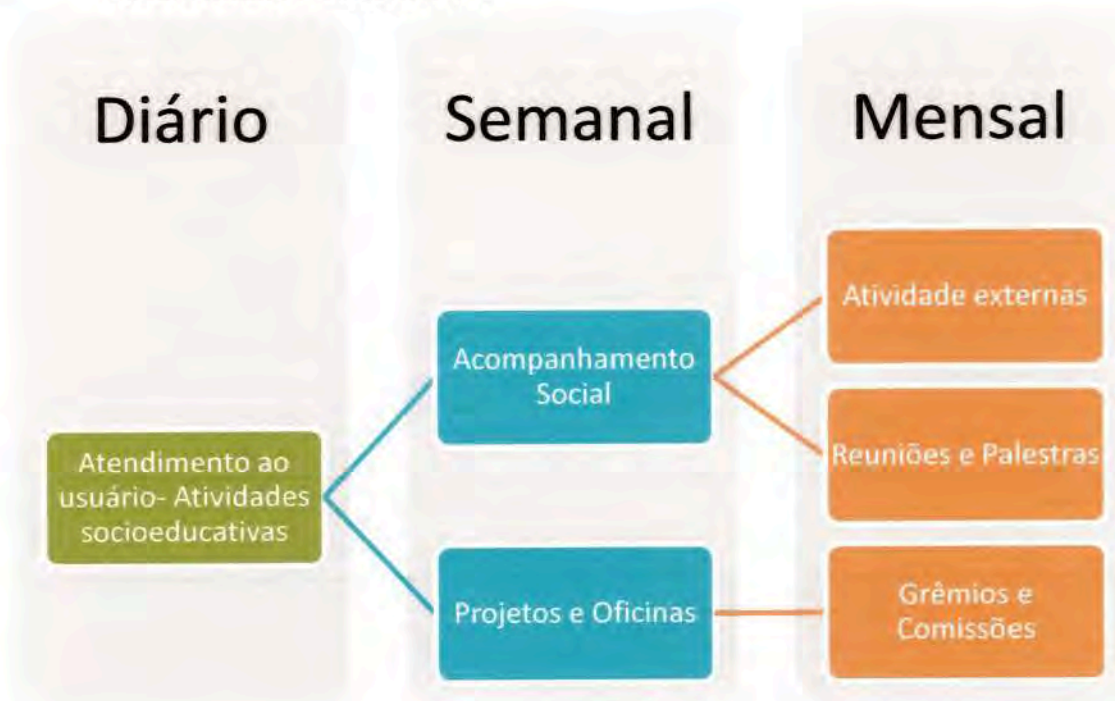 Diário
Semanal
Mensal
Atendimento ao
usuário- Atividades
socioeducativas
Acompanhamento
Social
Projetos e Oficinas
Atividade externas
Reuniões e Palestras
Grêmios e
Comissões